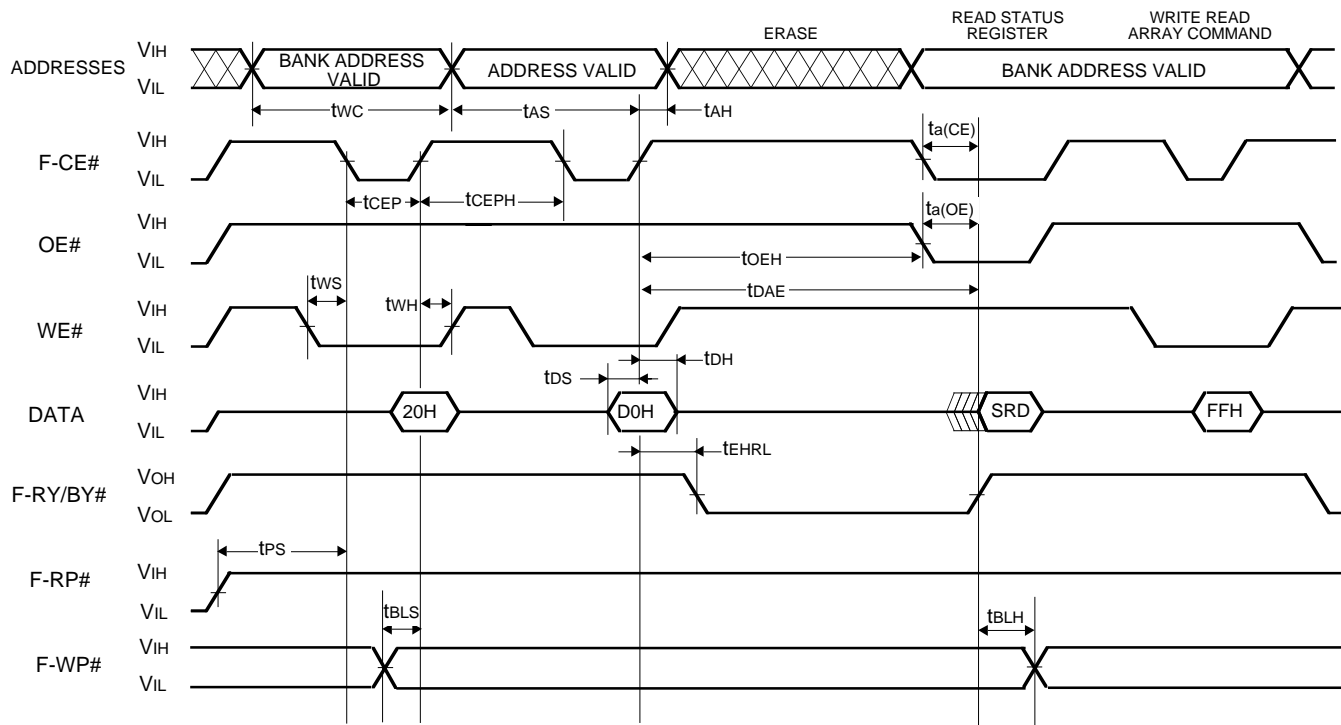 ERASE
READ STATUS
REGISTER
WRITE READ
ARRAY COMMAND
ADDRESSES
VIH
VIL
BANK ADDRESS
VALID
ADDRESS VALID
BANK ADDRESS VALID
tWC
tAS
tAH
F-CE#
VIH
VIL
ta(CE)
tCEP
tCEPH
OE#
VIH
VIL
ta(OE)
tOEH
tDAE
WE#
VIH
VIL
tWS
tWH
tDH
tDS
DATA
VIH
VIL
20H
D0H
SRD
FFH
tEHRL
F-RY/BY#
VOH
VOL
tPS
F-RP#
VIH
VIL
tBLS
tBLH
F-WP#
VIH
VIL